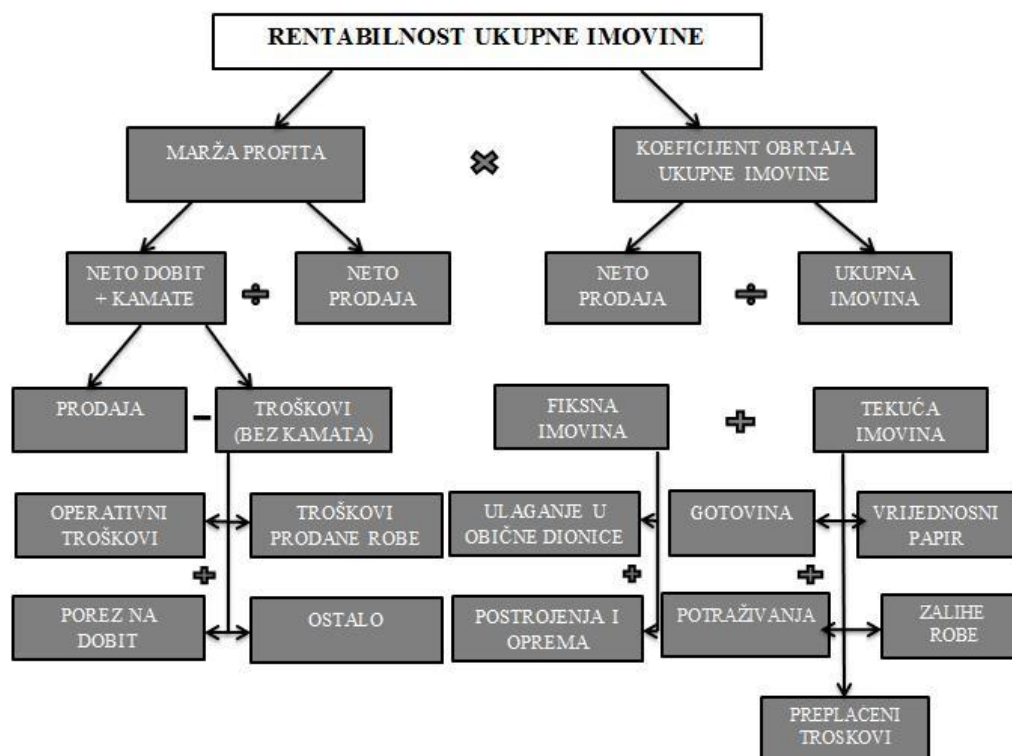 RENTABILNOST UKUPNE IMOVINE
MARŽA PROFITA
KOEFICIJENT OBRTAJA
UKUPNE IMOVINE
NETO DOBIT
+ KAMATE
NETO
PRODAJA
NETO
PRODAJA
UKUPNA
IMOVINA
PRODAJA
TROŠKOVI
(BEZ KAMATA)
FIKSNA
IMOVINA
TEKUĆA
IMOVINA
OPERATIVNI
TROŠKOVI
TROŠKOVI
PRODANE ROBE
ULAGANJE U
OBIČNE DIONICE
GOTOVINA
VRIJEDNOSNI
PAPIR
POREZ NA
DOBIT
OSTALO
POSTROJENJA I
OPREMA
POTRAŽIVANJA
ZALIHE
ROBE
PREPLAĆENI
TROSKOVI